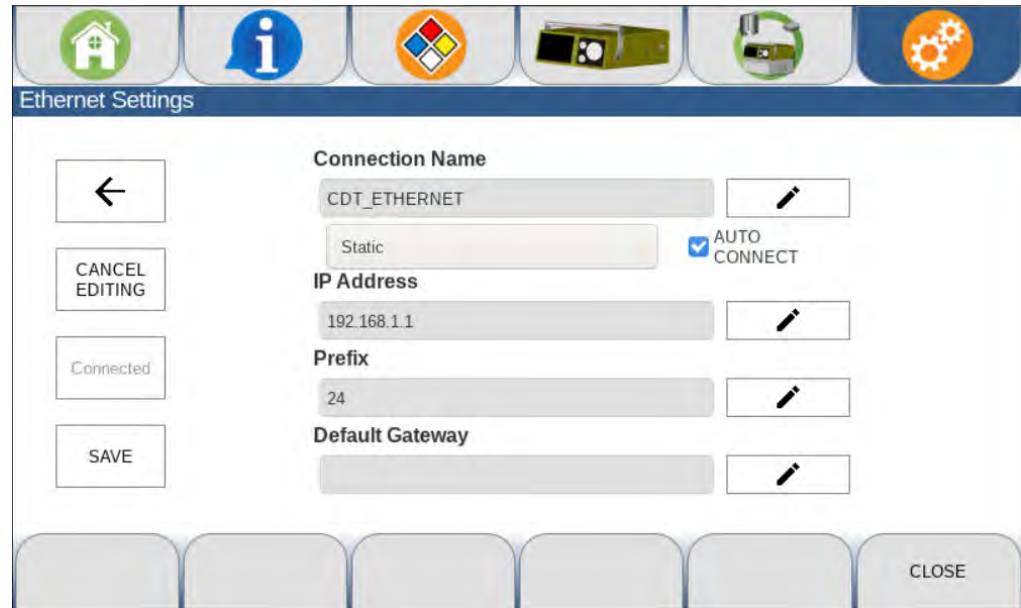 Ethernet Settings
Connection Name
CDT_ETHERNET
Static
AUTO
CONNECT
CANCEL
EDITING
IP Address
192.168.1.1
Connected
Prefix
24
Default Gateway
SAVE
CLOSE